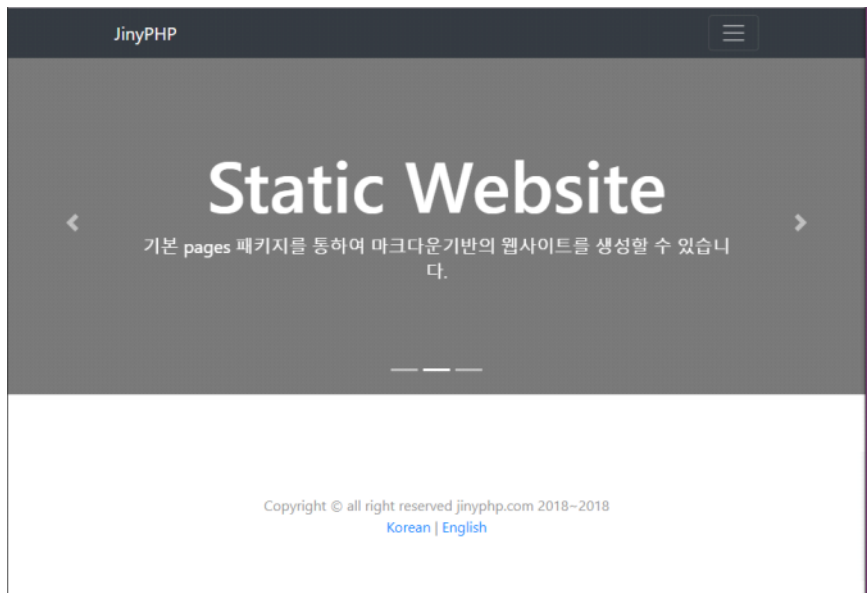 JinyPHP
Static Website
기본 pages 패키지를 통하여 마크다운기반의 웹사이트를 생성할 수 있습니
다.
Copyright © all right reserved jinyphp.com 2018~2018
Korean | English